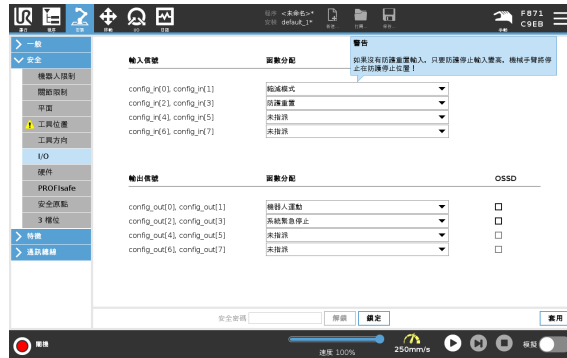 程序 <未命名>*
安裝 default_1*
F871
C9EB
運行
程序
安裝
移動
I/O
日誌
新建...
打開...
保存...
手動
一般
安全
機器人限制
關節限制
平面
工具位置
工具方向
I/O
硬件
PROFIsafe
安全原點
3 檔位
特徵
通訊總線
警告
如果沒有防護重置輸入，只要防護停止輸入變高，機械手臂將停止在防護停止位置！
輸入信號
函數分配
config_in[0], config_in[1]
縮減模式
config_in[2], config_in[3]
防護重置
config_in[4], config_in[5]
未指派
config_in[6], config_in[7]
未指派
輸出信號
函數分配
OSSD
config_out[0], config_out[1]
機器人運動
config_out[2], config_out[3]
系統緊急停止
config_out[4], config_out[5]
未指派
config_out[6], config_out[7]
未指派
安全密碼
解鎖
鎖定
套用
關機
速度 100%
250mm/s
模擬